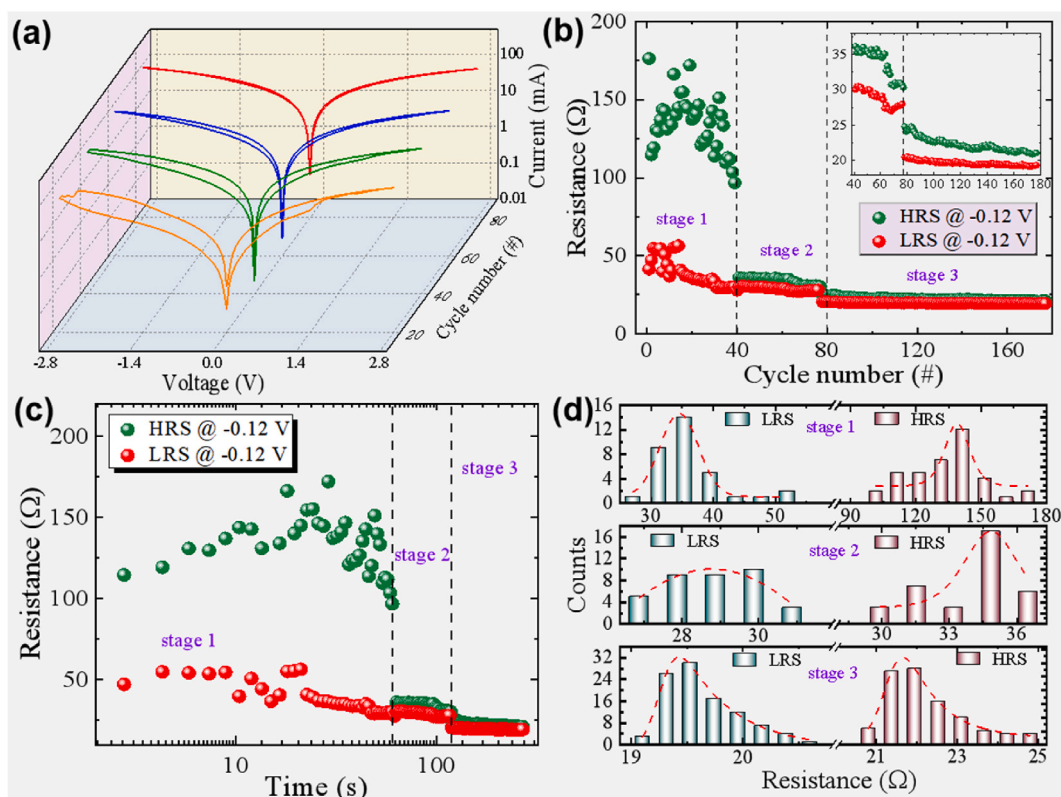 (a)
100
10
1
0.1
0.01
Current (mA)
80
60
40
20
Cycle number (#)
-2.8
-1.4
0.0
1.4
2.8
Voltage (V)
(b)
200
150
100
50
0
Resistance (Ω)
stage 1
stage 2
stage 3
35
30
25
20
40 60 80 100 120 140 160 180
HRS @ -0.12 V
LRS @ -0.12 V
0 40 80 120 160
Cycle number (#)
(c)
HRS @ -0.12 V
LRS @ -0.12 V
200
150
100
50
Resistance (Ω)
stage 1
stage 2
stage 3
10 100
Time (s)
(d)
16
12
8
4
0
LRS
stage 1
HRS
30 40 50 90 120 150 180
16
12
8
4
0
Counts
LRS
stage 2
HRS
28 30 30 32 34 36
32
24
16
8
0
LRS
stage 3
HRS
19 20 21 22 23 24 25
Resistance (Ω)